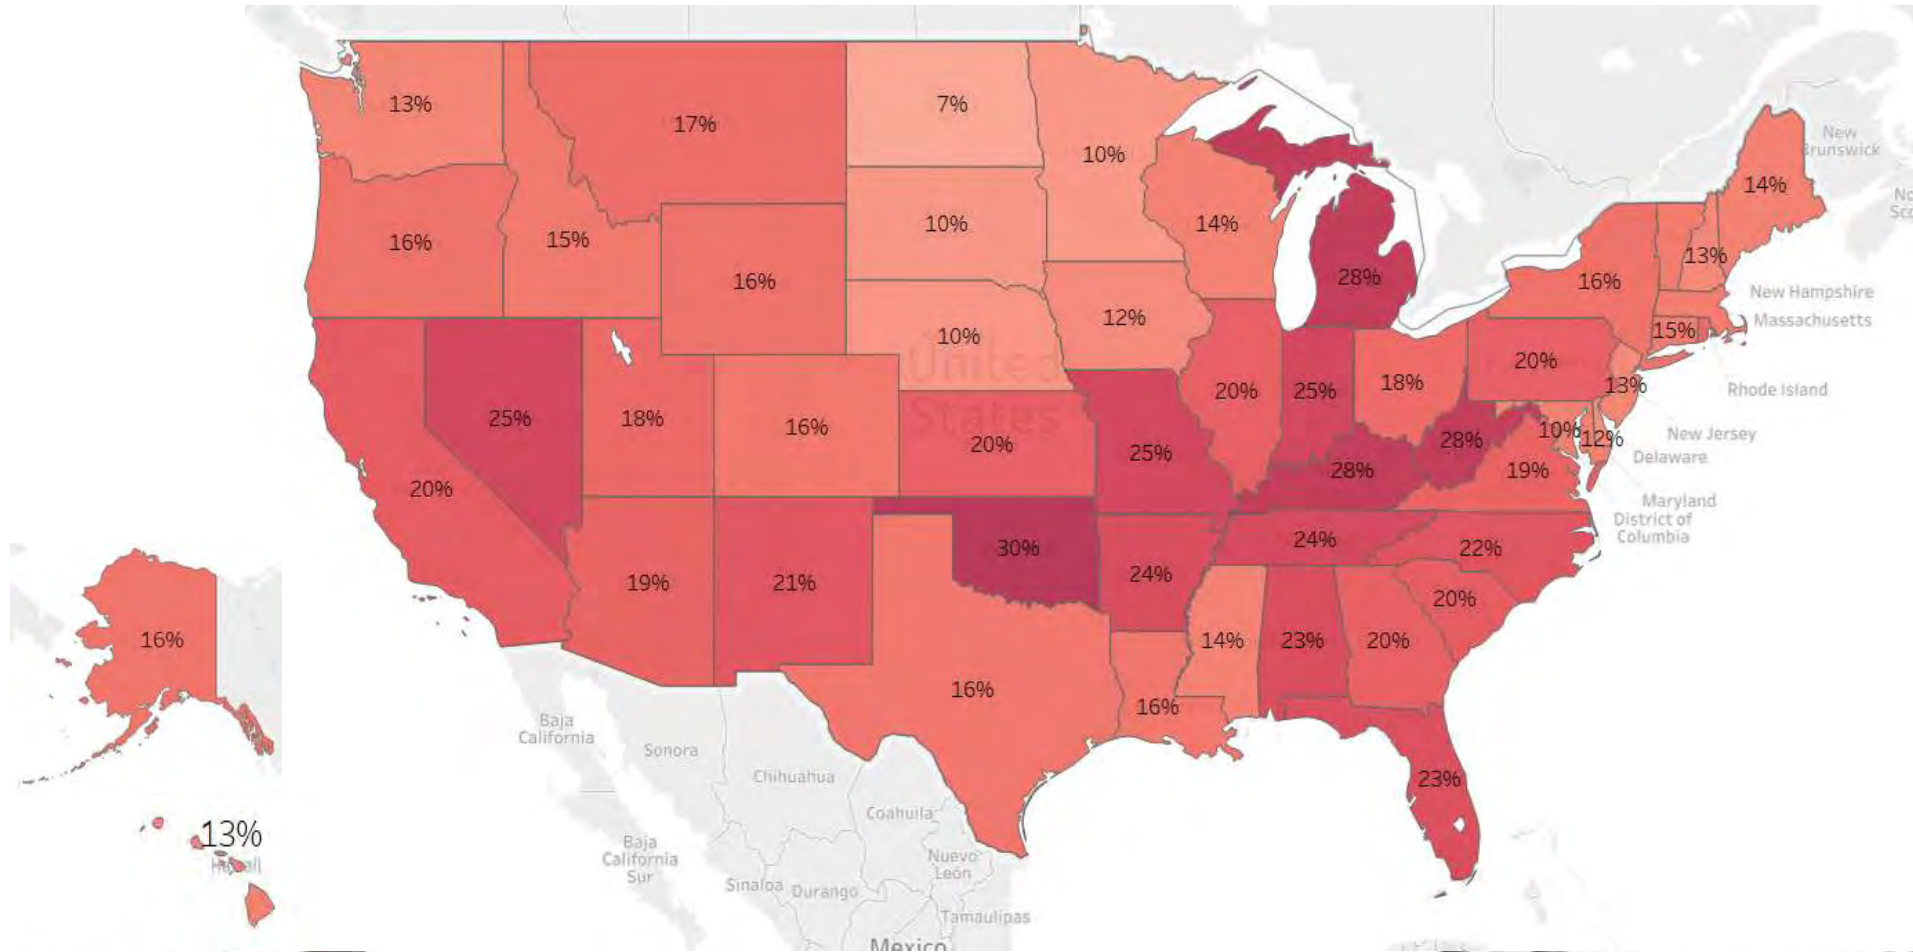 13%
17%
7%
10%
New
Brunswick
14%
16%
15%
10%
14%
13%
16%
16%
28%
New Hampshire
Massachusetts
12%
10%
15%
United
States
20%
18%
20%
25%
13%
Rhode Island
25%
18%
16%
20%
25%
28%
10%
12%
New Jersey
Delaware
20%
28%
19%
Maryland
District of
Columbia
30%
24%
22%
19%
21%
24%
20%
16%
14%
23%
20%
16%
16%
23%
Baja
California
Sonora
Chihuahua
Coahuila
13%
Baja
California
Sur
Nuevo
León
Sinaloa
Durango
Tamaulipas
Mexico